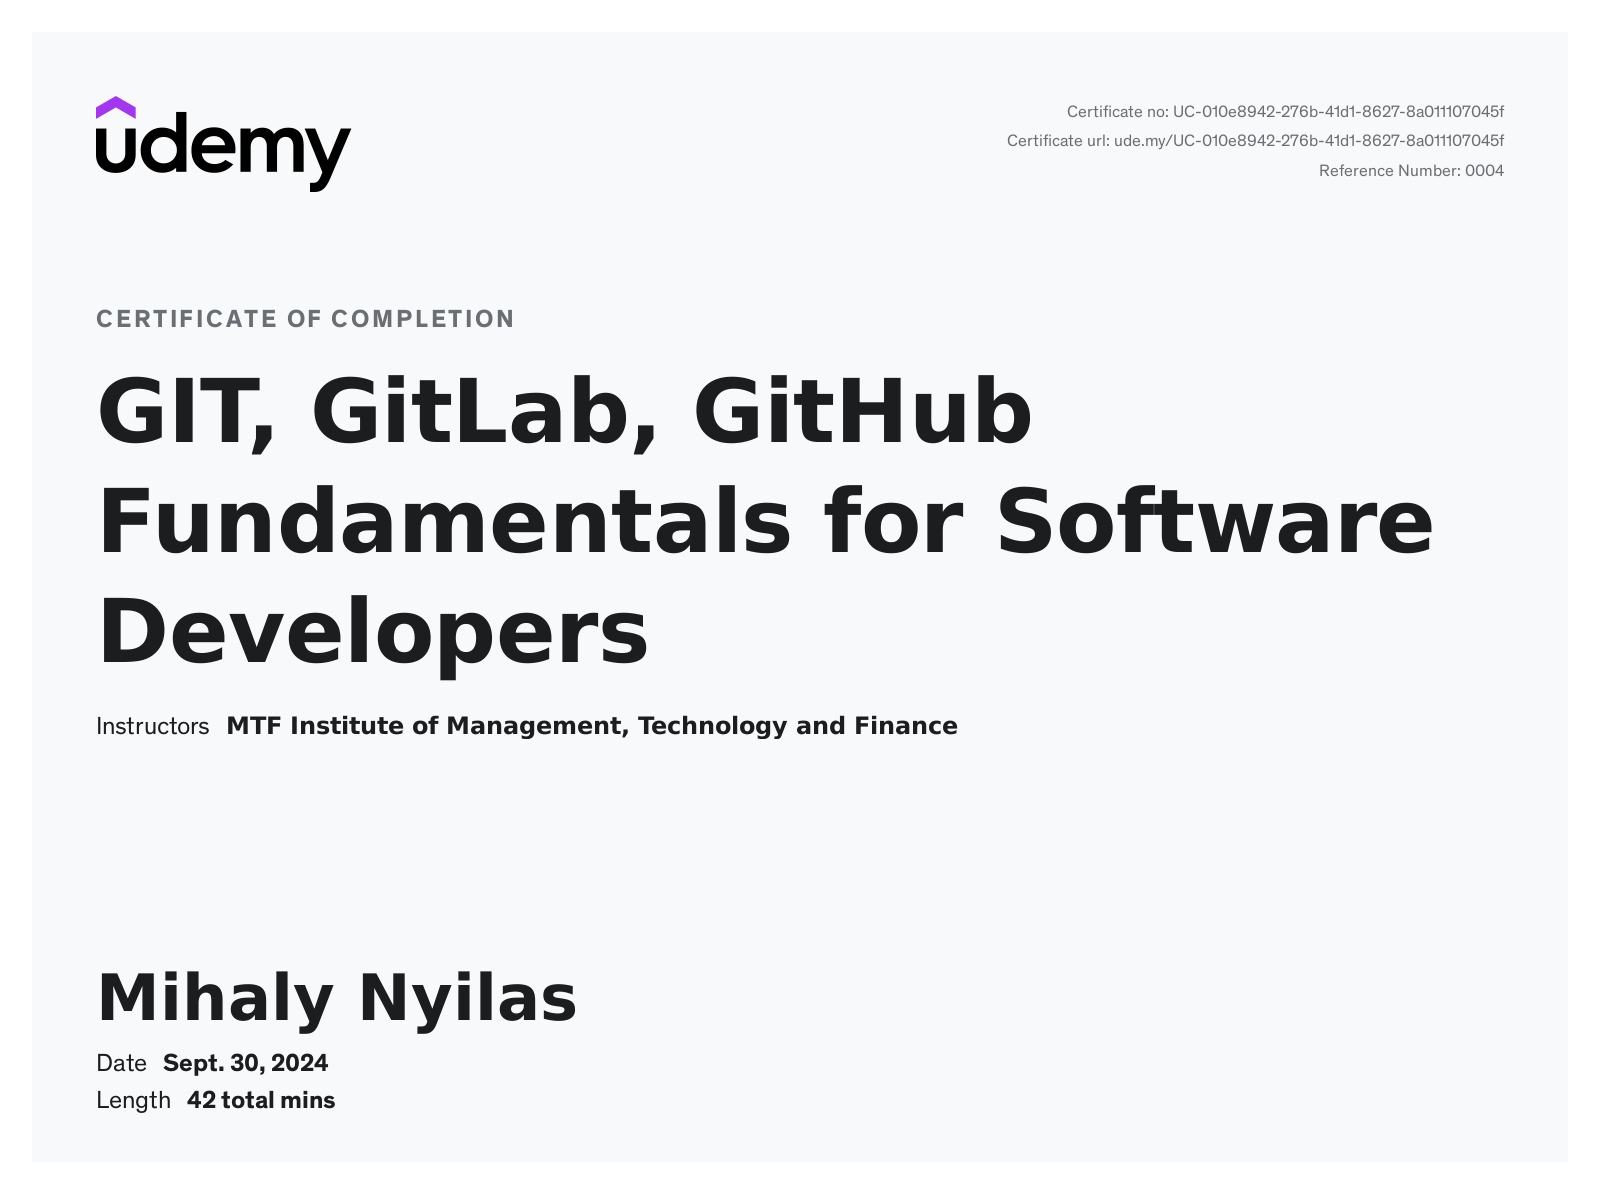 udemy
Certificate no: UC-010e8942-276b-41d1-8627-8a011107045f
Certificate url: ude.my/UC-010e8942-276b-41d1-8627-8a011107045f
Reference Number: 0004
CERTIFICATE OF COMPLETION
GIT, GitLab, GitHub
Fundamentals for Software
Developers
Instructors MTF Institute of Management, Technology and Finance
Mihaly Nyilas
Date Sept. 30, 2024
Length 42 total mins